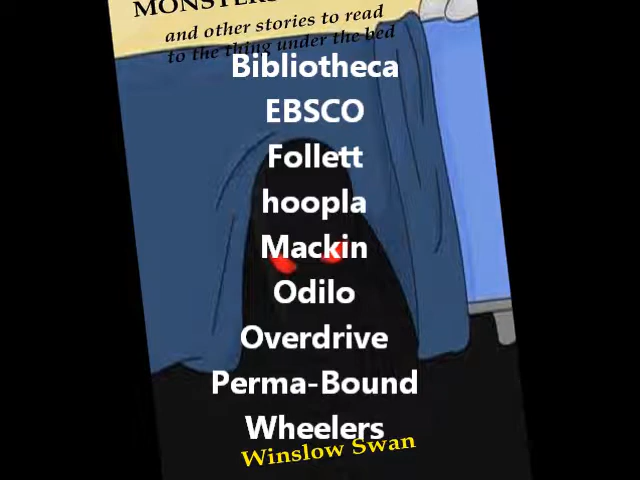 MONSTERS
and other stories to read
to the thing under the bed
Bibliotheca
EBSCO
Follett
hoopla
Mackin
Odilo
Overdrive
Perma-Bound
Wheelers
Winslow Swan